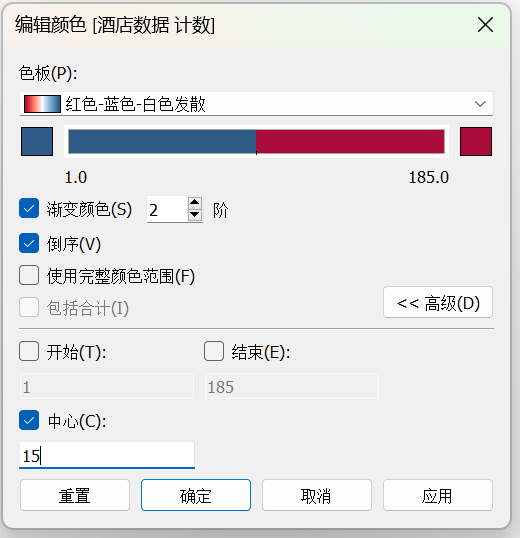 编辑颜色 [酒店数据 计数]
色板(P):
红色-蓝色-白色发散
1.0 185.0
渐变颜色(S) 2 阶
倒序(V)
使用完整颜色范围(F)
包括合计(I)
<< 高级(D)
开始(T): 结束(E):
1 185
中心(C):
15
重置 确定 取消 应用